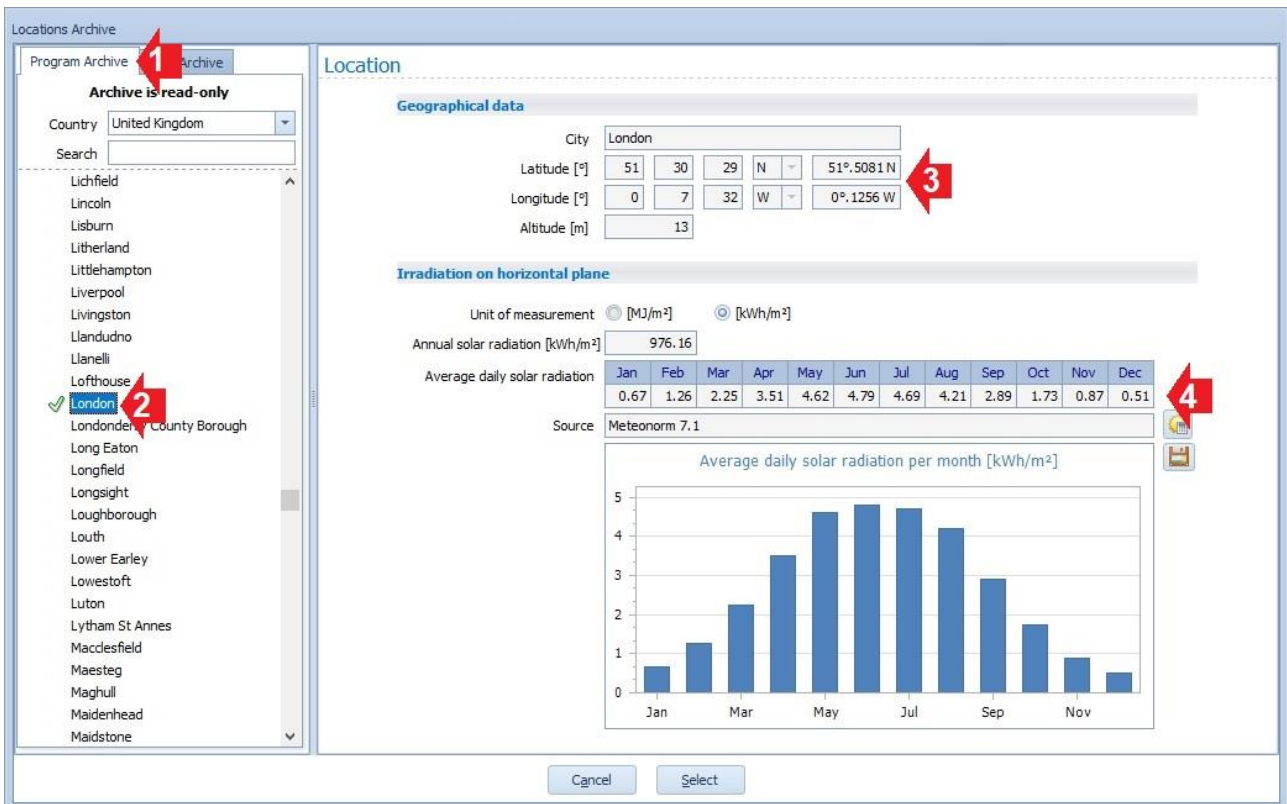 Locations Archive
Program Archive
1
Archive
Archive is read-only
Country United Kingdom
Search
Lichfield
Lincoln
Lisburn
Litherland
Littlehampton
Liverpool
Livingston
Llandudno
Llanelli
Lofthouse
London
2
Londonderry County Borough
Long Eaton
Longfield
Longsight
Loughborough
Louth
Lower Earley
Lowestoft
Luton
Lytham St Annes
Macclesfield
Maesteg
Maghull
Maidenhead
Maidstone
Location
Geographical data
City London
Latitude [°] 51 30 29 N 51°.5081 N
3
Longitude [°] 0 7 32 W 0°.1256 W
Altitude [m] 13
Irradiation on horizontal plane
Unit of measurement [MJ/m²] [kWh/m²]
Annual solar radiation [kWh/m²] 976.16
Average daily solar radiation Jan Feb Mar Apr May Jun Jul Aug Sep Oct Nov Dec
0.67 1.26 2.25 3.51 4.62 4.79 4.69 4.21 2.89 1.73 0.87 0.51
4
Source Meteonorm 7.1
Average daily solar radiation per month [kWh/m²]
5
4
3
2
1
0
Jan Mar May Jul Sep Nov
Cancel Select